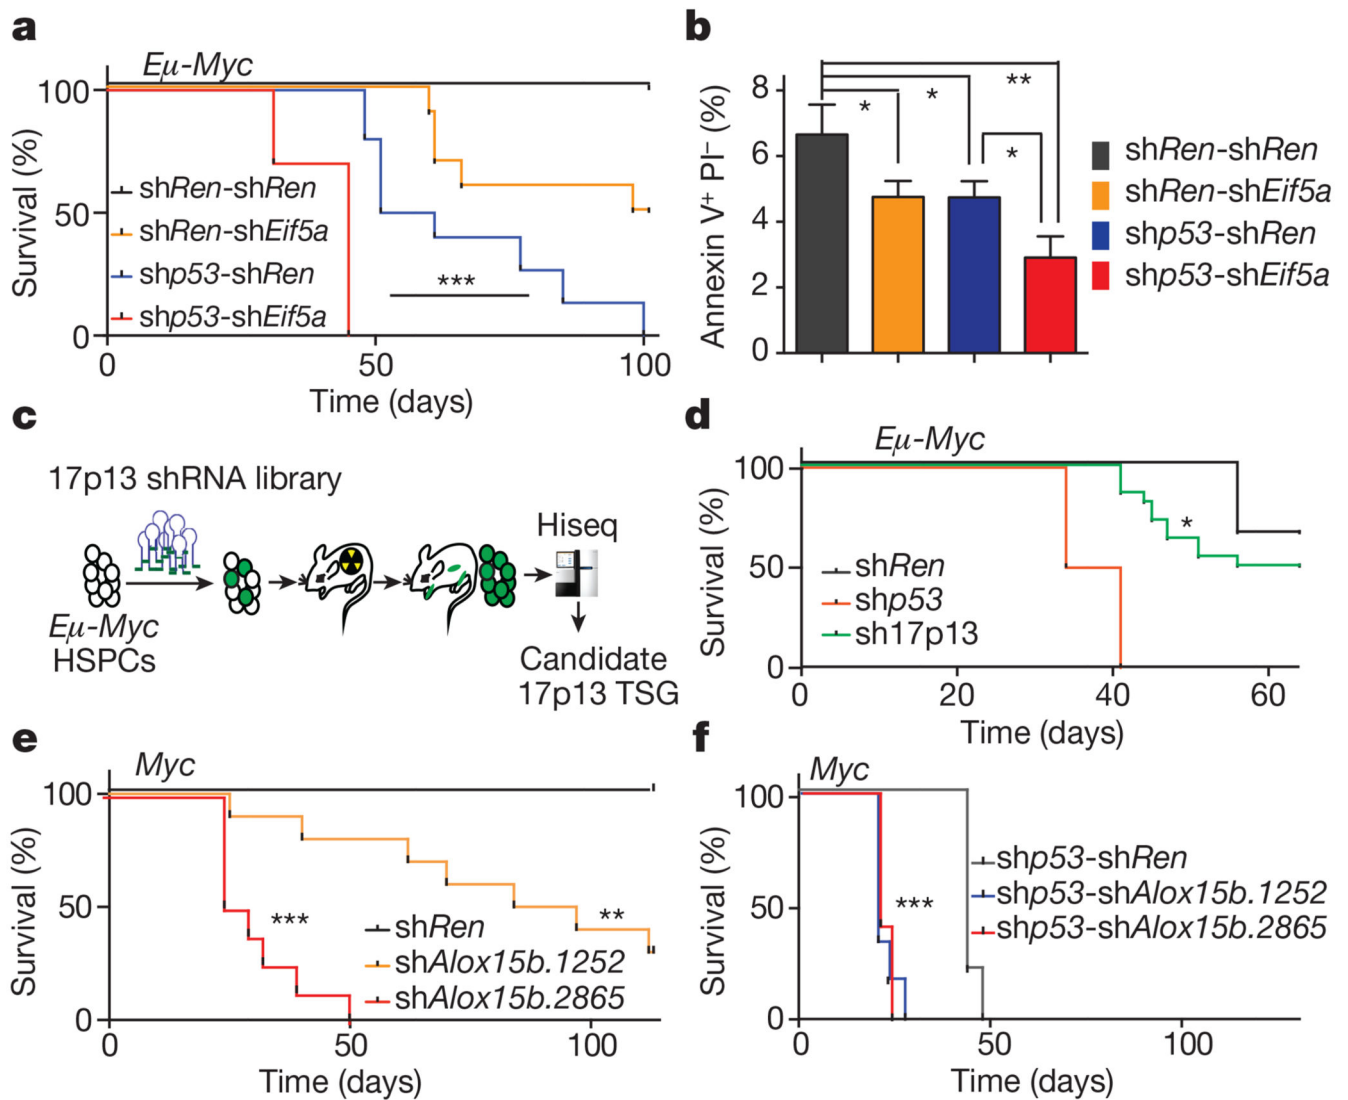 a
Eμ-Myc
Survival (%)
100
50
0
shRen-shRen
shRen-shEif5a
shp53-shRen
shp53-shEif5a
***
0 50 100
Time (days)
b
Annexin V⁺ PI⁻ (%)
8
6
4
2
0
* * ** *
shRen-shRen
shRen-shEif5a
shp53-shRen
shp53-shEif5a
c
17p13 shRNA library
Eμ-Myc
HSPCs
Hiseq
Candidate
17p13 TSG
d
Eμ-Myc
Survival (%)
100
50
0
shRen
shp53
sh17p13
*
0 20 40 60
Time (days)
e
Myc
Survival (%)
100
50
0
***
**
shRen
shAlox15b.1252
shAlox15b.2865
0 50 100
Time (days)
f
Myc
Survival (%)
100
50
0
***
shp53-shRen
shp53-shAlox15b.1252
shp53-shAlox15b.2865
0 50 100
Time (days)